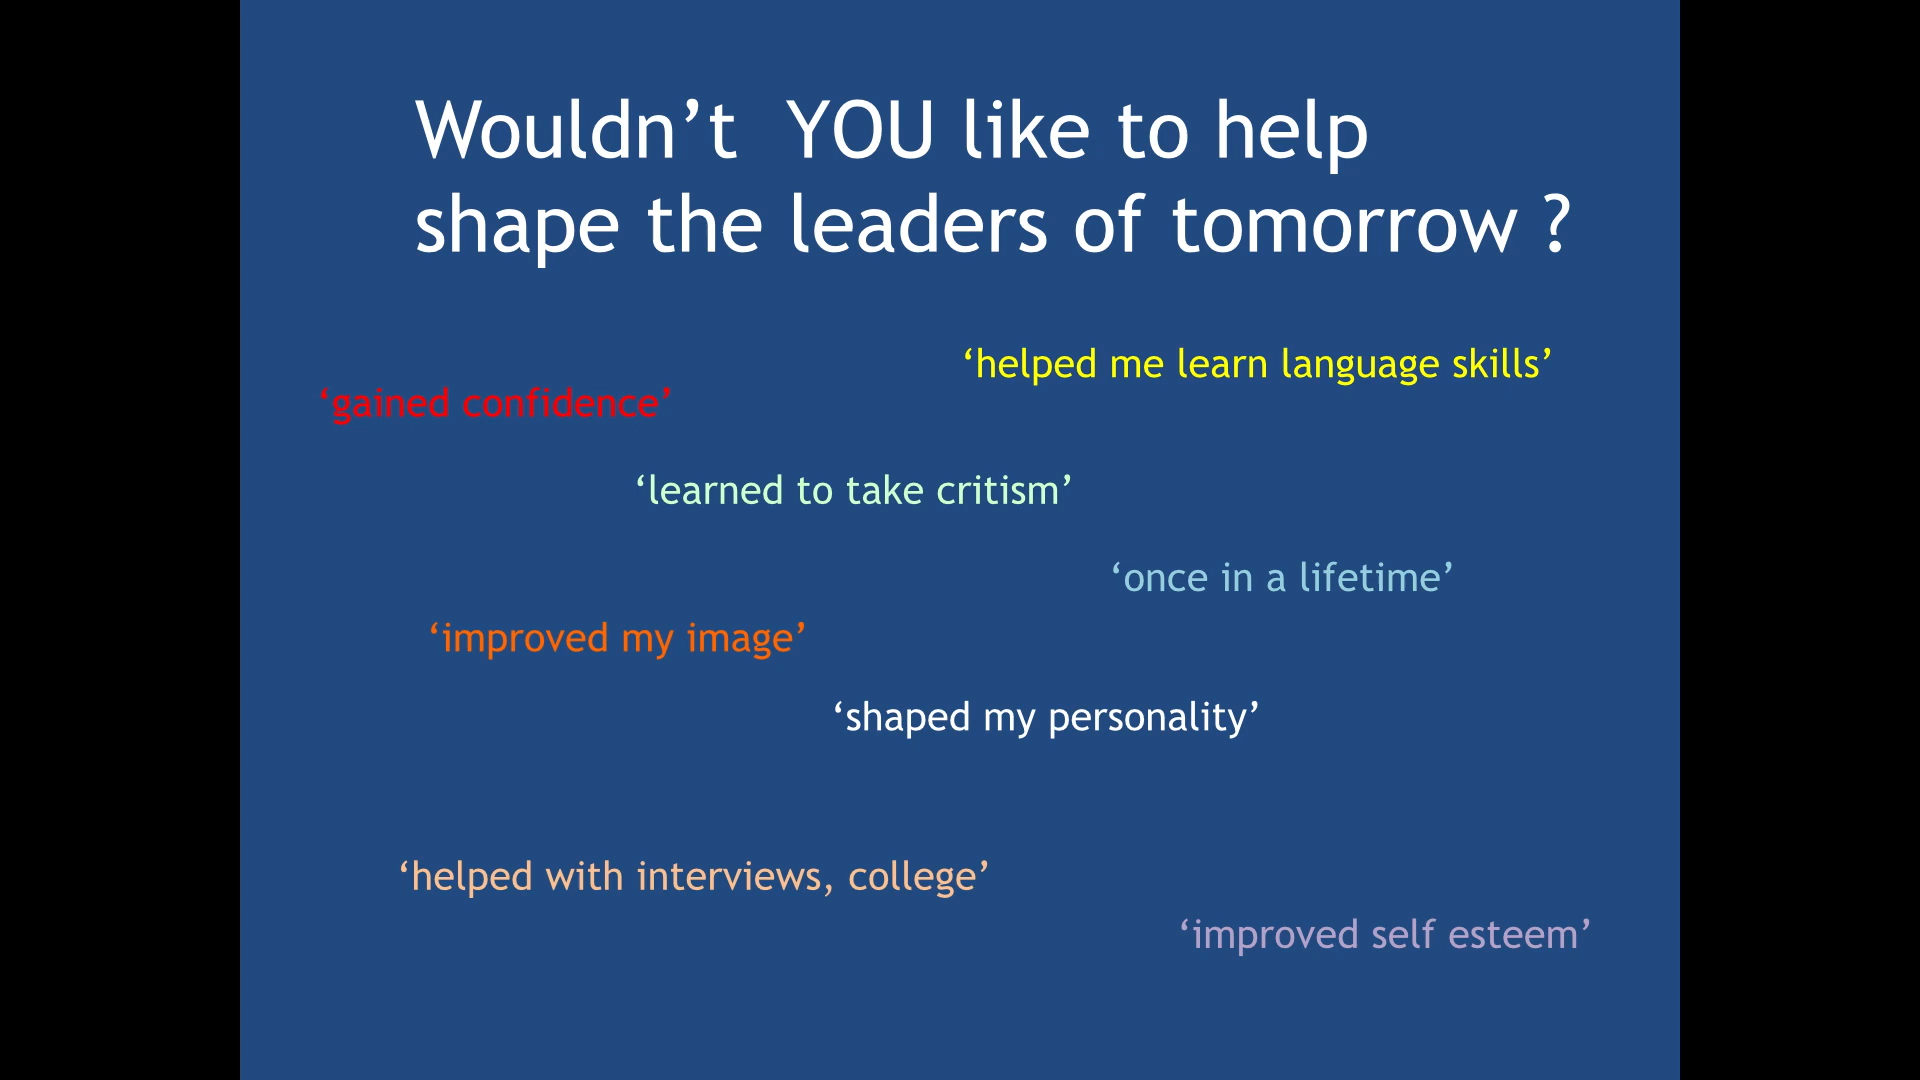 Wouldn’t  YOU like to help
shape the leaders of tomorrow ?
‘helped me learn language skills’
‘gained confidence’
‘learned to take critism’
‘once in a lifetime’
‘improved my image’
‘shaped my personality’
‘helped with interviews, college’
‘improved self esteem’